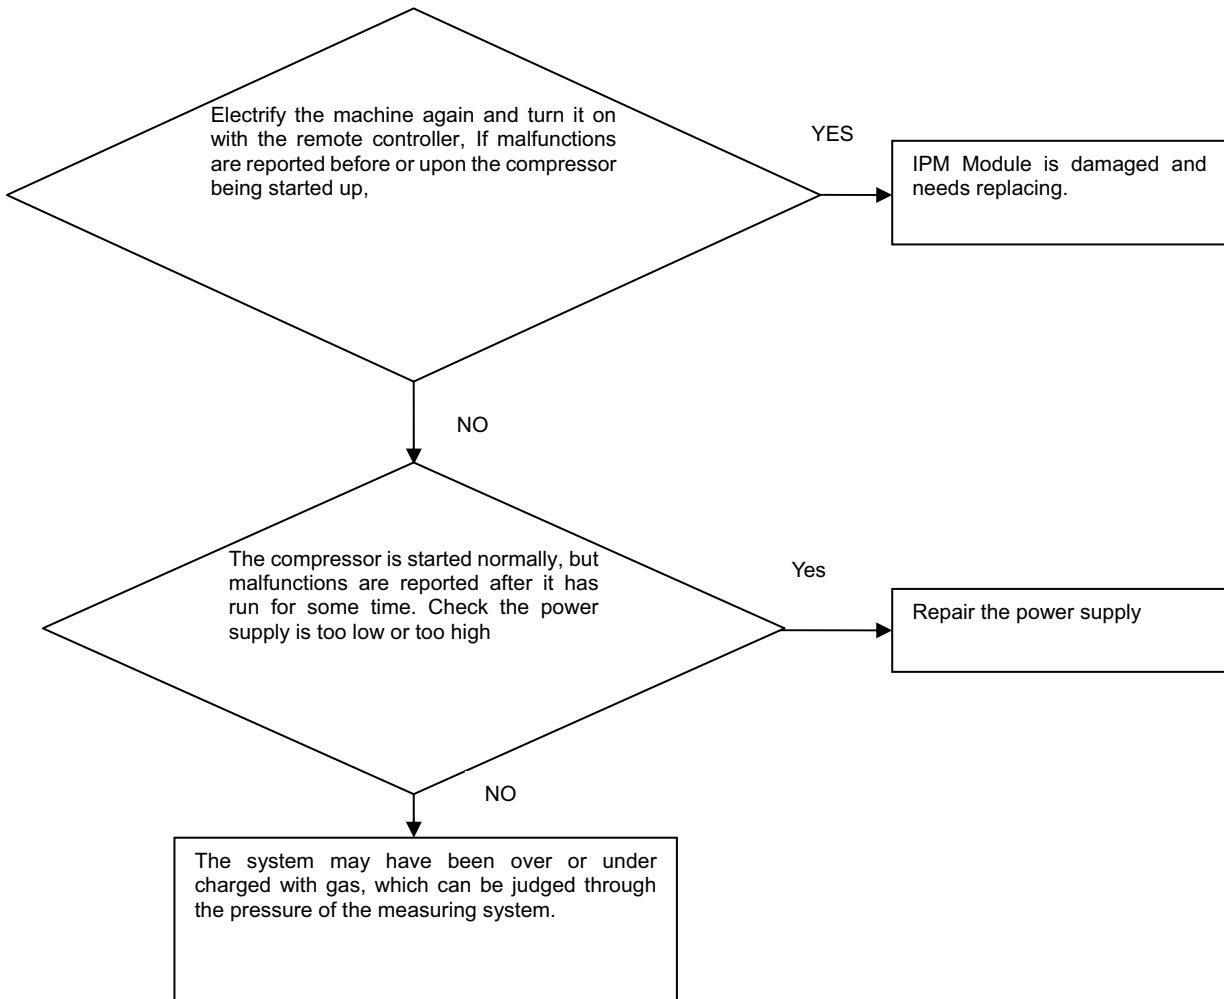 Electrify the machine again and turn it on
with the remote controller, If malfunctions
are reported before or upon the compressor
being started up,
YES
IPM Module is damaged and
needs replacing.
NO
The compressor is started normally, but
malfunctions are reported after it has
run for some time. Check the power
supply is too low or too high
Yes
Repair the power supply
NO
The system may have been over or under
charged with gas, which can be judged through
the pressure of the measuring system.